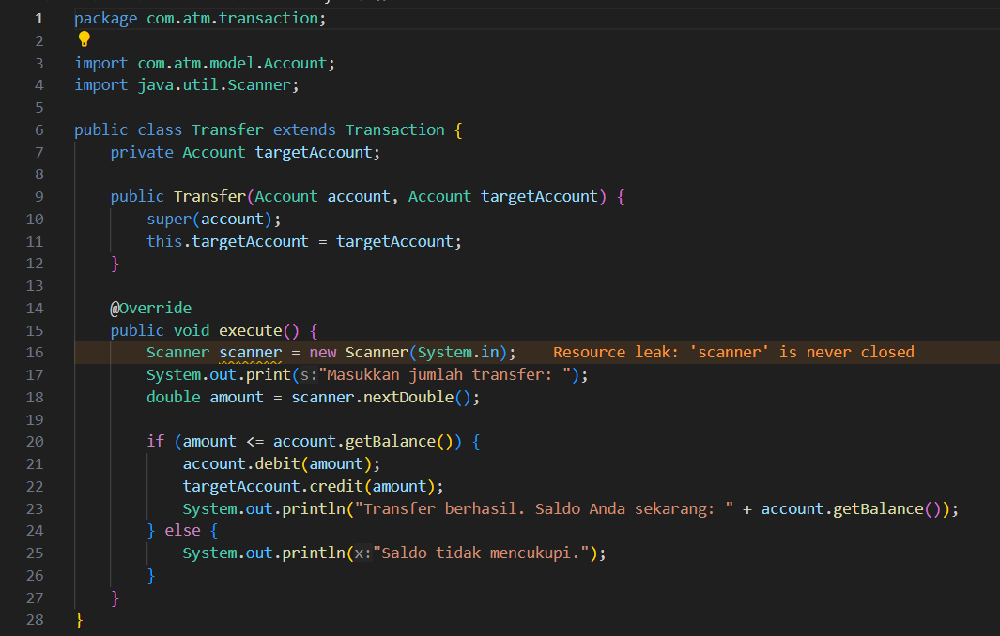 1 package com.atm.transaction;
2
3 import com.atm.model.Account;
4 import java.util.Scanner;
5
6 public class Transfer extends Transaction {
7     private Account targetAccount;
8
9     public Transfer(Account account, Account targetAccount) {
10         super(account);
11         this.targetAccount = targetAccount;
12     }
13
14     @Override
15     public void execute() {
16         Scanner scanner = new Scanner(System.in);    Resource leak: 'scanner' is never closed
17         System.out.print(s:"Masukkan jumlah transfer: ");
18         double amount = scanner.nextDouble();
19
20         if (amount <= account.getBalance()) {
21             account.debit(amount);
22             targetAccount.credit(amount);
23             System.out.println("Transfer berhasil. Saldo Anda sekarang: " + account.getBalance());
24         } else {
25             System.out.println(x:"Saldo tidak mencukupi.");
26         }
27     }
28 }